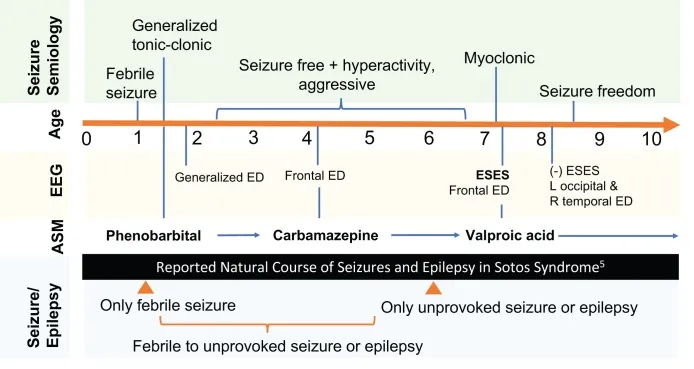 Seizure
Semiology
Generalized
tonic-clonic
Febrile
seizure
Seizure free + hyperactivity,
aggressive
Myoclonic
Seizure freedom
Age
0 1 2 3 4 5 6 7 8 9 10
EEG
Generalized ED
Frontal ED
ESES
Frontal ED
(-) ESES
L occipital &
R temporal ED
ASM
Phenobarbital Carbamazepine Valproic acid
Reported Natural Course of Seizures and Epilepsy in Sotos Syndrome⁵
Seizure/
Epilepsy
Only febrile seizure
Only unprovoked seizure or epilepsy
Febrile to unprovoked seizure or epilepsy